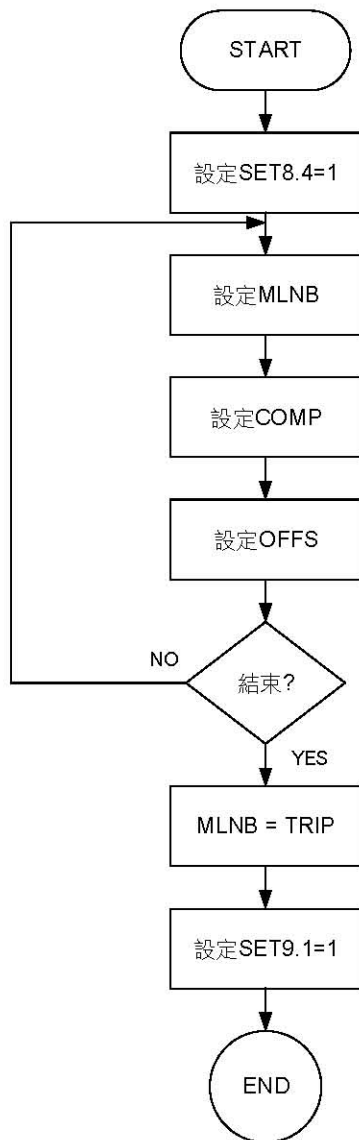 START
設定SET8.4=1
設定MLNB
設定COMP
設定OFFS
NO
結束?
YES
MLNB = TRIP
設定SET9.1=1
END